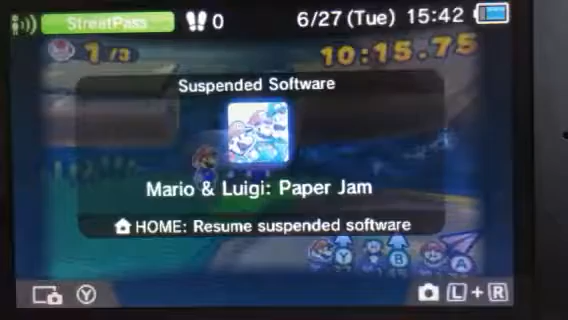 StreetPass 0 6/27 (Tue) 15:42
1/3 10:15.75
Suspended Software
Mario & Luigi: Paper Jam
HOME: Resume suspended software
Y B A
Y L + R